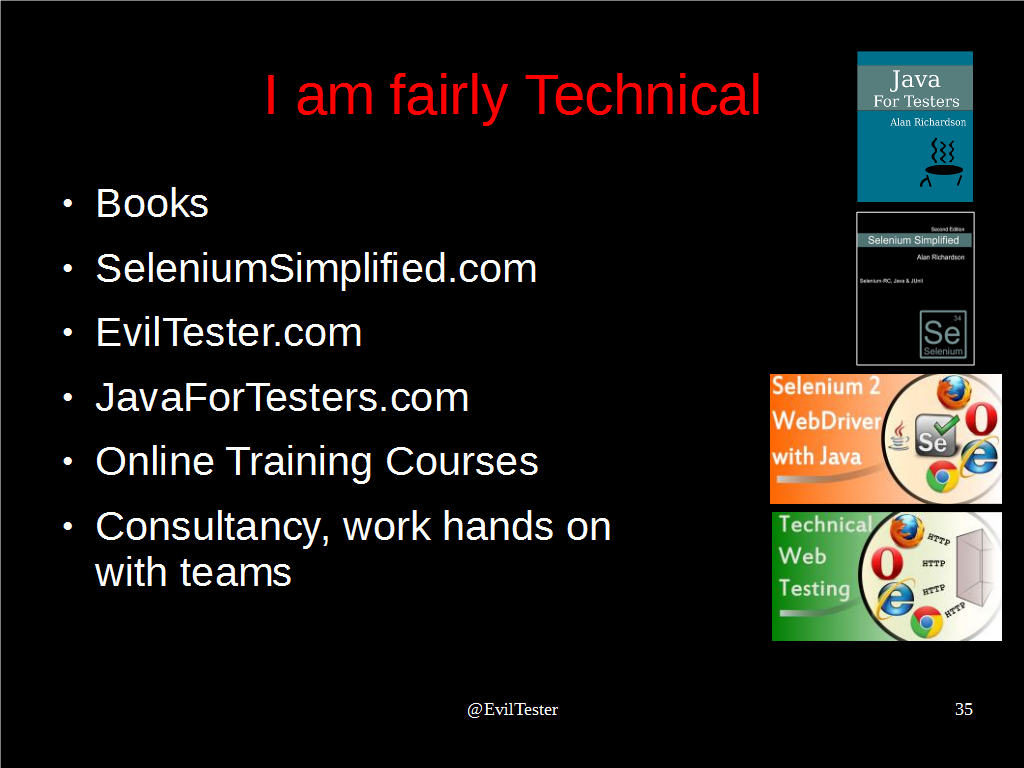 I am fairly Technical
• Books
• SeleniumSimplified.com
• EvilTester.com
• JavaForTesters.com
• Online Training Courses
• Consultancy, work hands on
with teams
Java
For Testers
Alan Richardson
Second Edition
Selenium Simplified
Alan Richardson
Selenium-RC, Java & JUnit
34
Se
Selenium
Selenium 2
WebDriver
with Java
Se
Technical
Web
Testing
HTTP
HTTP
HTTP
HTTP
@EvilTester
35